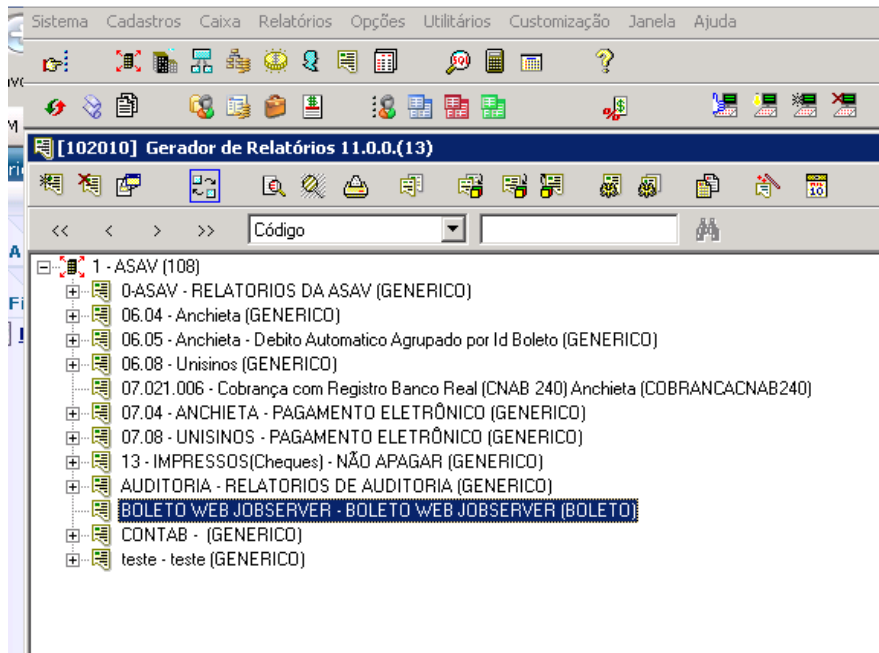 Sistema Cadastros Caixa Relatórios Opções Utilitários Customização Janela Ajuda
SQL
[102010] Gerador de Relatórios 11.0.0.(13)
10
<< < > >> Código
1 - ASAV (108)
0-ASAV - RELATORIOS DA ASAV (GENERICO)
06.04 - Anchieta (GENERICO)
06.05 - Anchieta - Debito Automatico Agrupado por Id Boleto (GENERICO)
06.08 - Unisinos (GENERICO)
07.021.006 - Cobrança com Registro Banco Real (CNAB 240) Anchieta (COBRANCACNAB240)
07.04 - ANCHIETA - PAGAMENTO ELETRÔNICO (GENERICO)
07.08 - UNISINOS - PAGAMENTO ELETRÔNICO (GENERICO)
13 - IMPRESSOS(Cheques) - NÃO APAGAR (GENERICO)
AUDITORIA - RELATORIOS DE AUDITORIA (GENERICO)
BOLETO WEB JOBSERVER - BOLETO WEB JOBSERVER (BOLETO)
CONTAB - (GENERICO)
teste - teste (GENERICO)